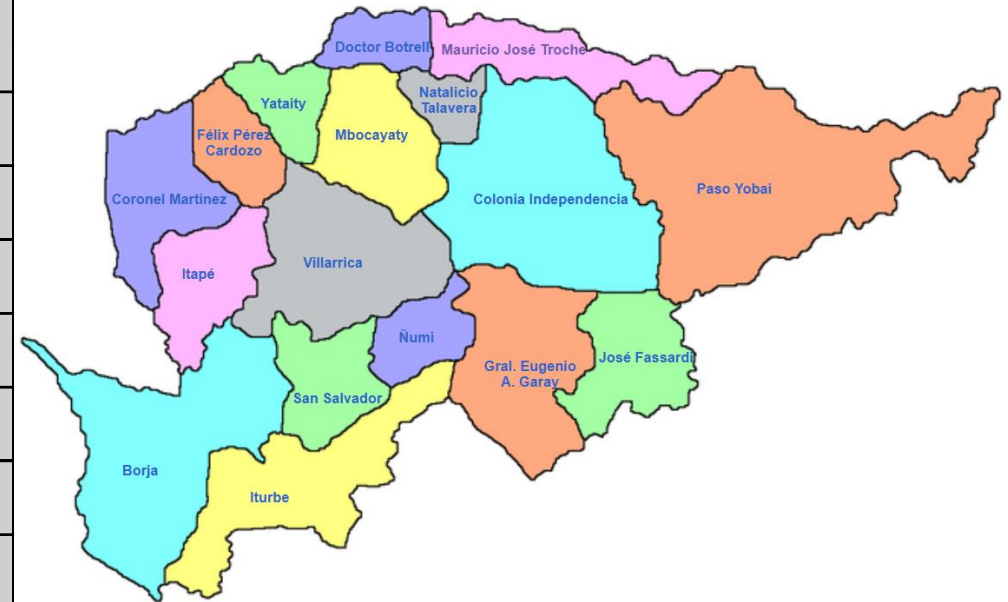 Doctor Botrell
Mauricio José Troche
Natalicio
Talavera
Yataity
Mbocayaty
Félix Pérez
Cardozo
Coronel Martinez
Colonia Independencia
Paso Yobai
Villarrica
Itapé
Ñumi
Gral. Eugenio
A. Garay
José Fassardi
San Salvador
Borja
Iturbe